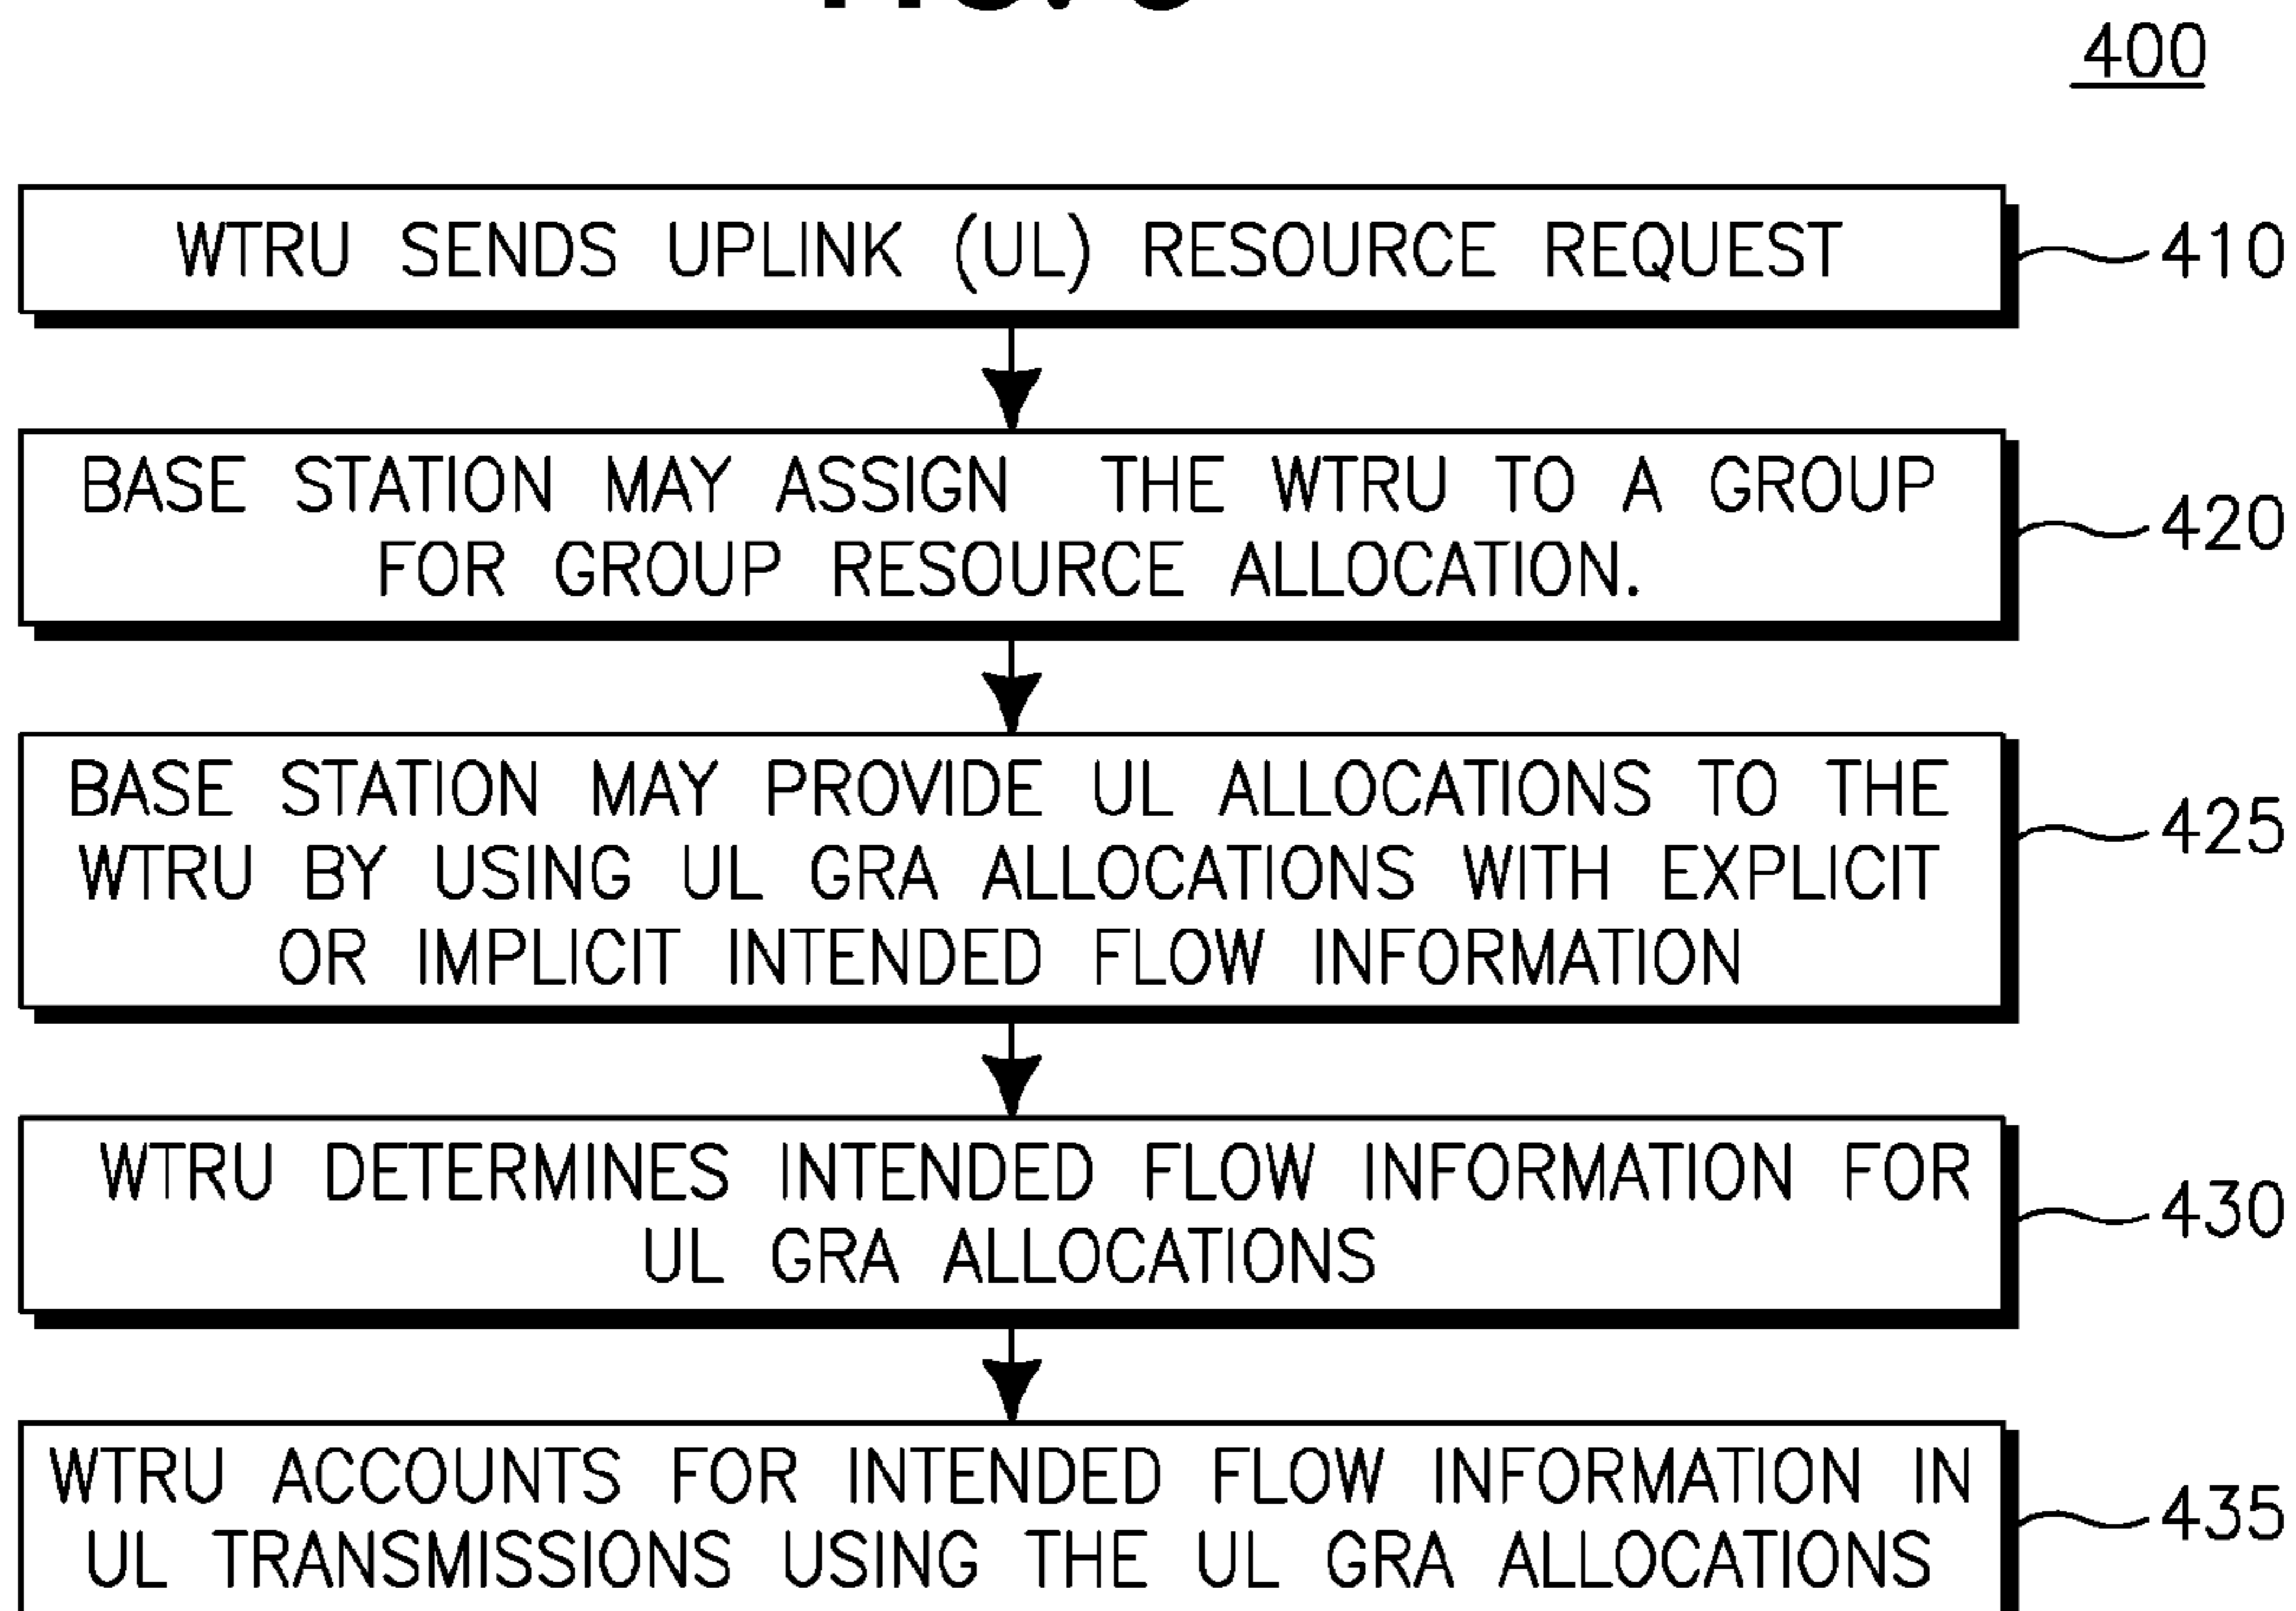 400
WTRU SENDS UPLINK (UL) RESOURCE REQUEST
410
BASE STATION MAY ASSIGN THE WTRU TO A GROUP
FOR GROUP RESOURCE ALLOCATION.
420
BASE STATION MAY PROVIDE UL ALLOCATIONS TO THE
WTRU BY USING UL GRA ALLOCATIONS WITH EXPLICIT
OR IMPLICIT INTENDED FLOW INFORMATION
425
WTRU DETERMINES INTENDED FLOW INFORMATION FOR
UL GRA ALLOCATIONS
430
WTRU ACCOUNTS FOR INTENDED FLOW INFORMATION IN
UL TRANSMISSIONS USING THE UL GRA ALLOCATIONS
435